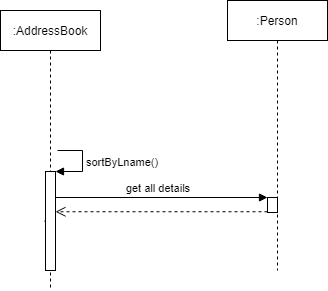 :AddressBook
:Person
sortByLname()
get all details